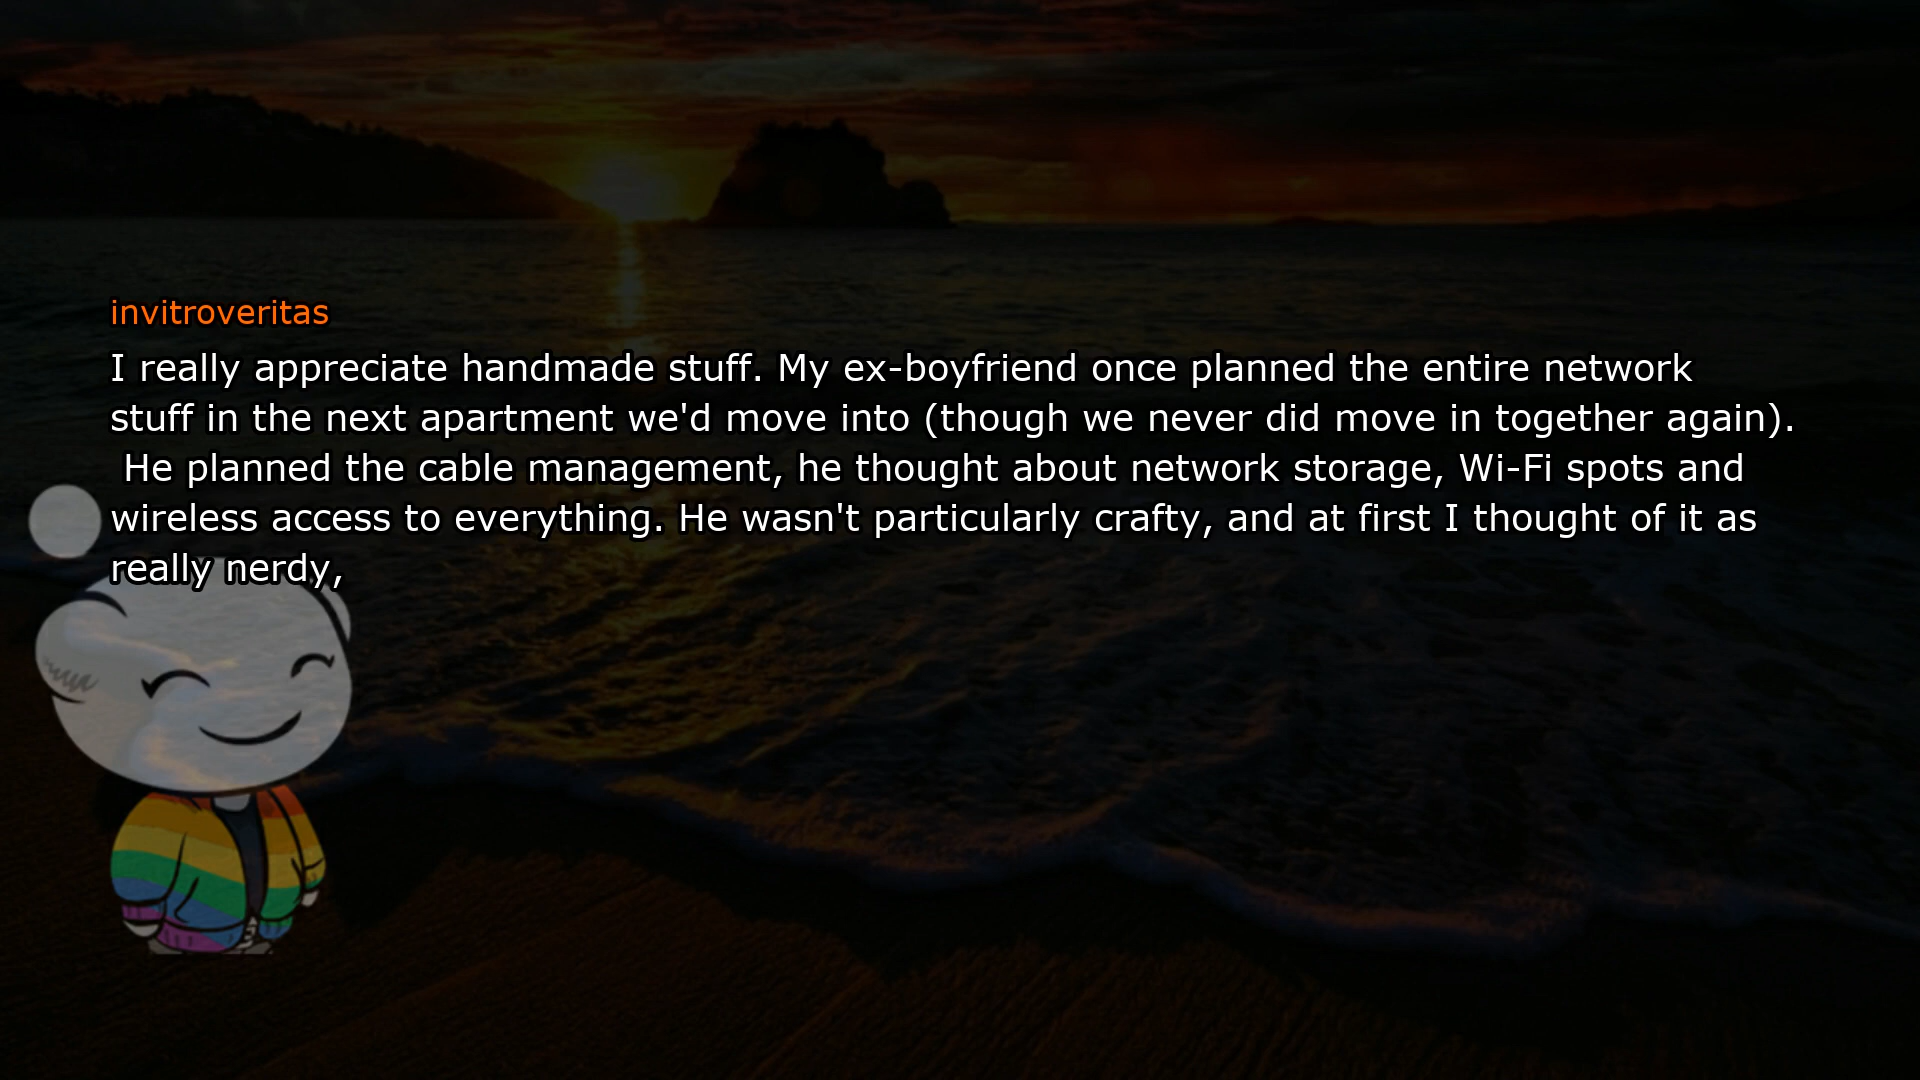 invitroveritas
I really appreciate handmade stuff. My ex-boyfriend once planned the entire network
stuff in the next apartment we'd move into (though we never did move in together again).
He planned the cable management, he thought about network storage, Wi-Fi spots and
wireless access to everything. He wasn't particularly crafty, and at first I thought of it as
really nerdy,